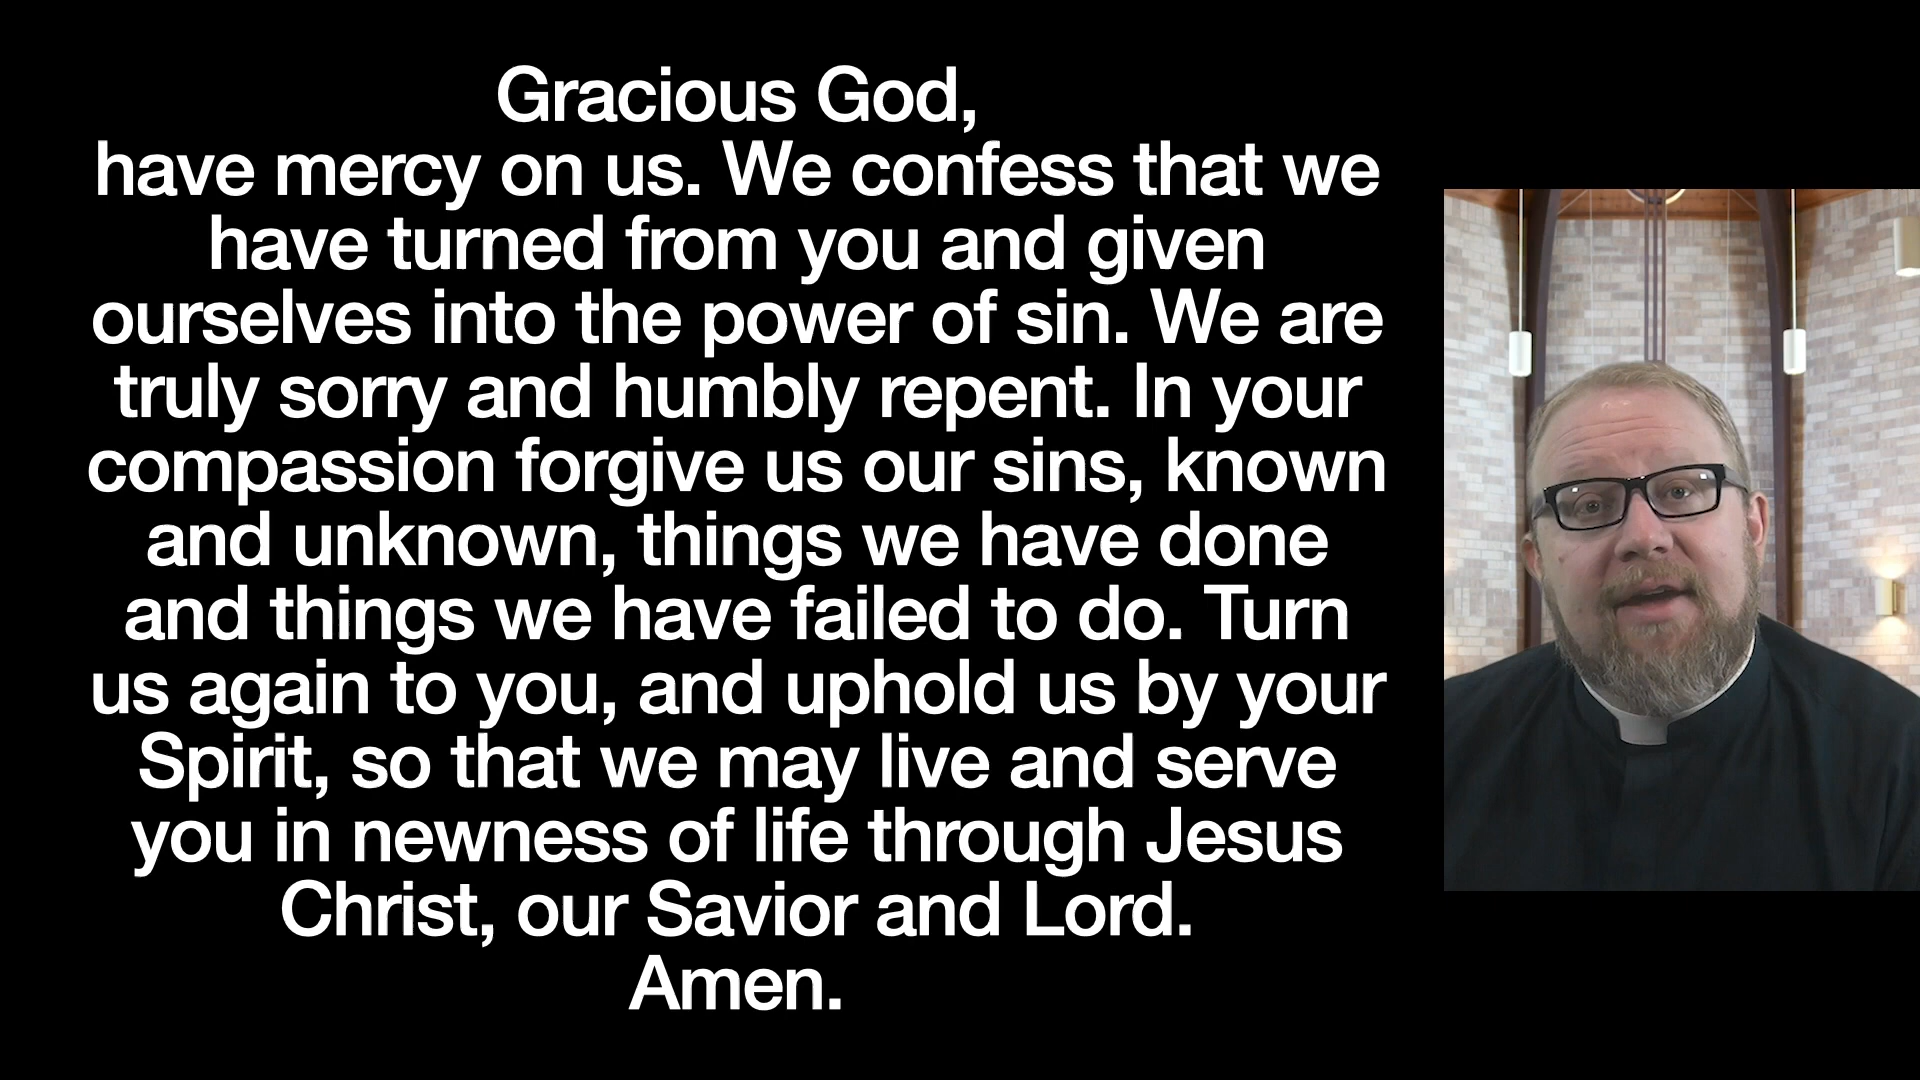 Gracious God,
have mercy on us. We confess that we
have turned from you and given
ourselves into the power of sin. We are
truly sorry and humbly repent. In your
compassion forgive us our sins, known
and unknown, things we have done
and things we have failed to do. Turn
us again to you, and uphold us by your
Spirit, so that we may live and serve
you in newness of life through Jesus
Christ, our Savior and Lord.
Amen.